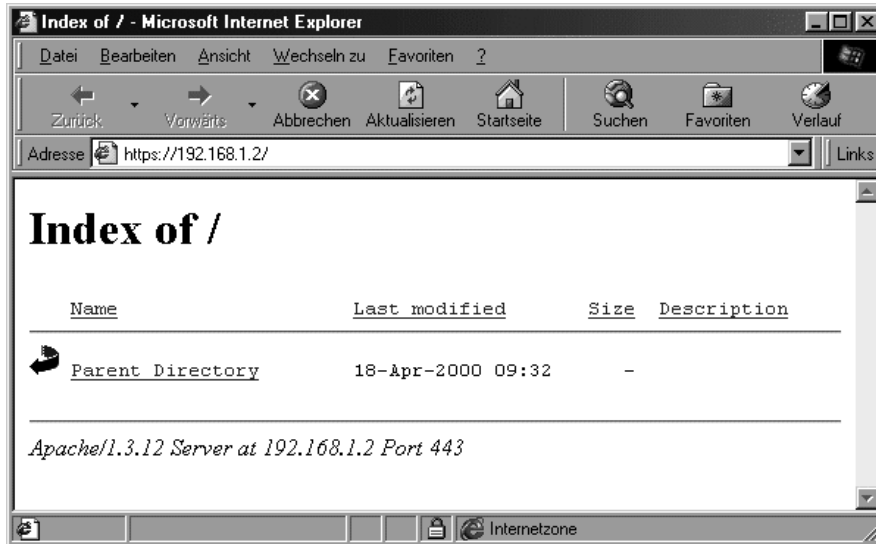 Index of / - Microsoft Internet Explorer
Datei Bearbeiten Ansicht Wechseln zu Favoriten ?
Zurück Vorwärts Abbrechen Aktualisieren Startseite Suchen Favoriten Verlauf
Adresse https://192.168.1.2/ Links
Index of /
Name Last modified Size Description
Parent Directory 18-Apr-2000 09:32 -
Apache/1.3.12 Server at 192.168.1.2 Port 443
Internetzone